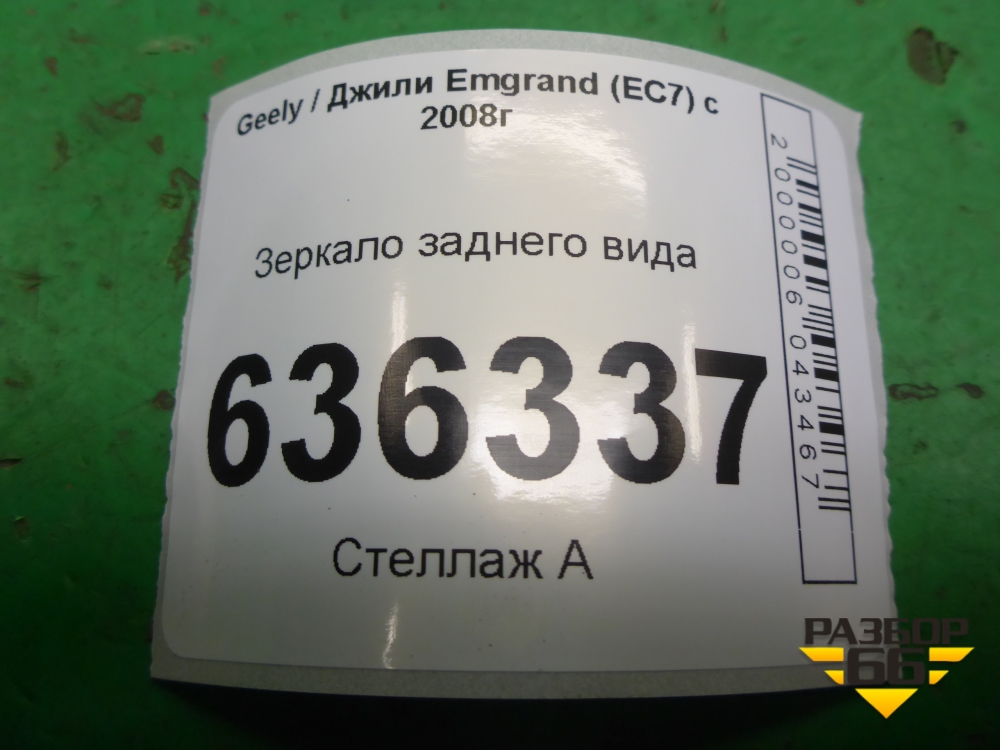 Geely / Джили Emgrand (EC7) с
2008г
Зеркало заднего вида
636337
Стеллаж А
2000006043467
РАЗБОР
66